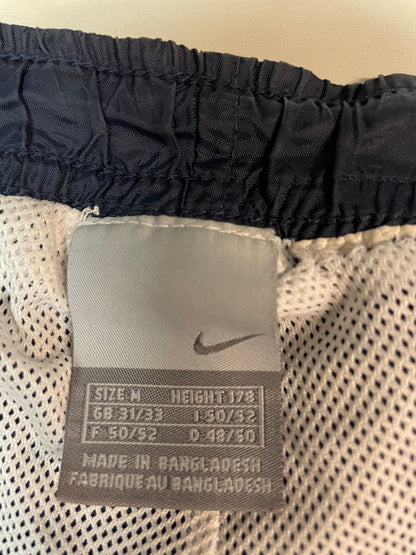 SIZE M HEIGHT 178
GB 31/33 I 50/52
F 50/52 D 48/50
MADE IN BANGLADESH
FABRIQUE AU BANGLADESH